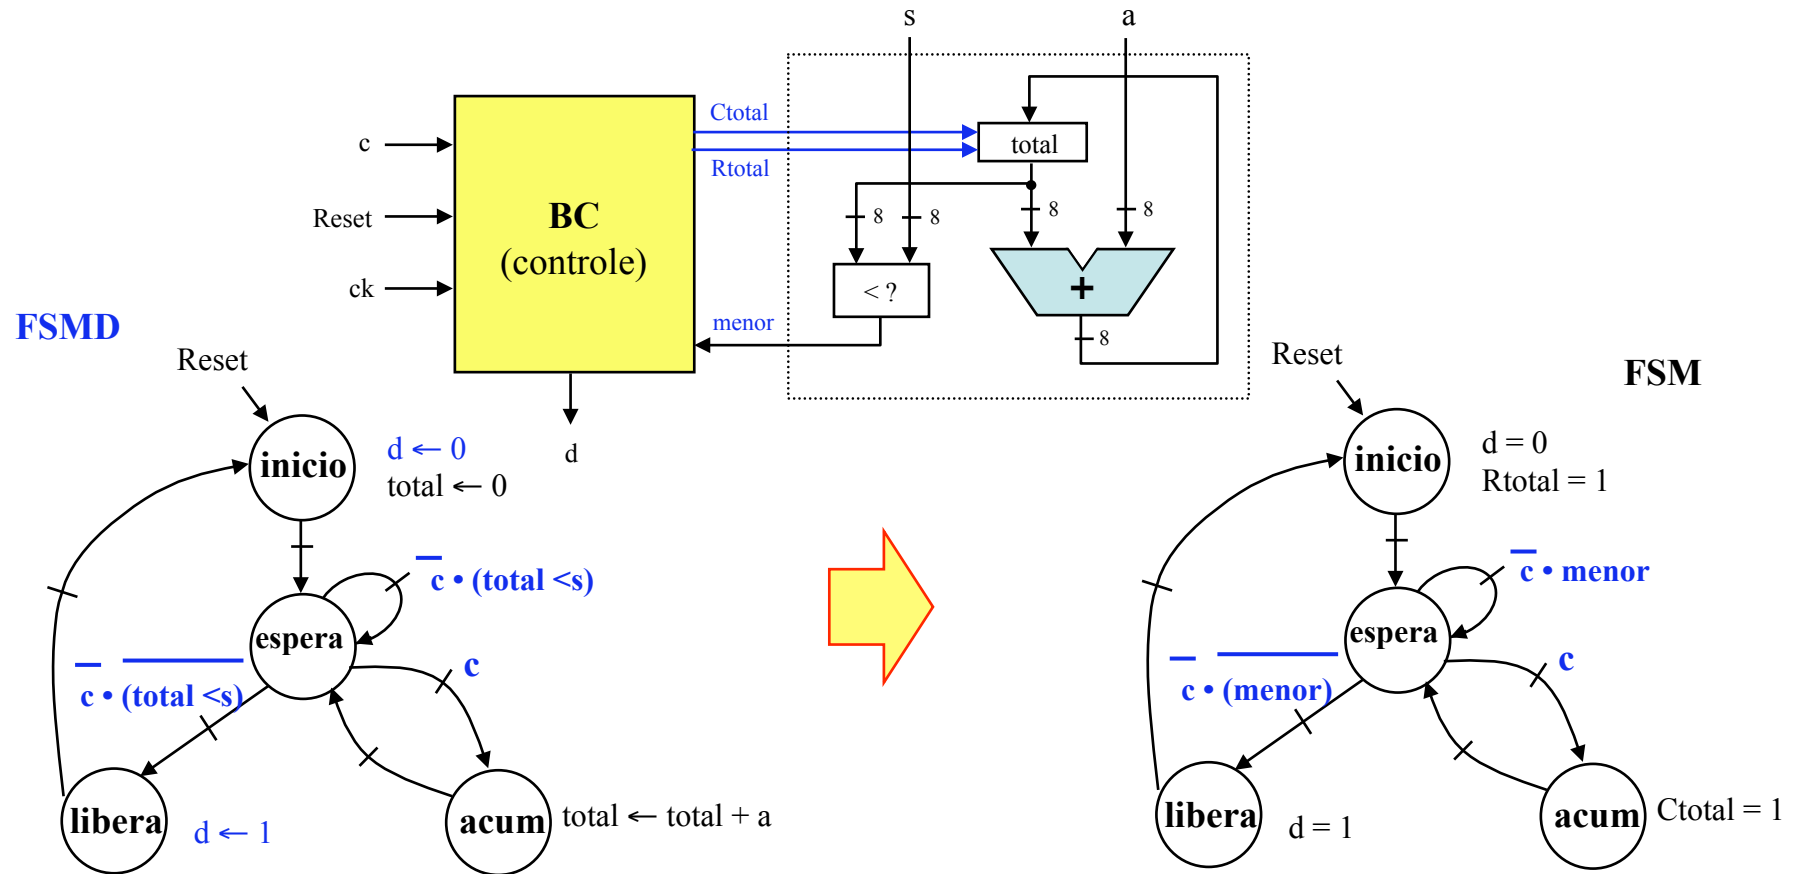 s
a
Ctotal
c
total
Rtotal
BC
Reset
8
8
8
8
(controle)
ck
< ?
+
menor
8
FSMD
Reset
Reset
FSM
d
d ← 0
inicio
total ← 0
d = 0
inicio
Rtotal = 1
c̅ • (total <s)
c̅ • menor
espera
espera
c
c
c̅ • (t̅o̅t̅a̅l̅ ̅<̅s̅)
c̅ • (m̅e̅n̅o̅r̅)
libera
d ← 1
acum
total ← total + a
libera
d = 1
acum
Ctotal = 1